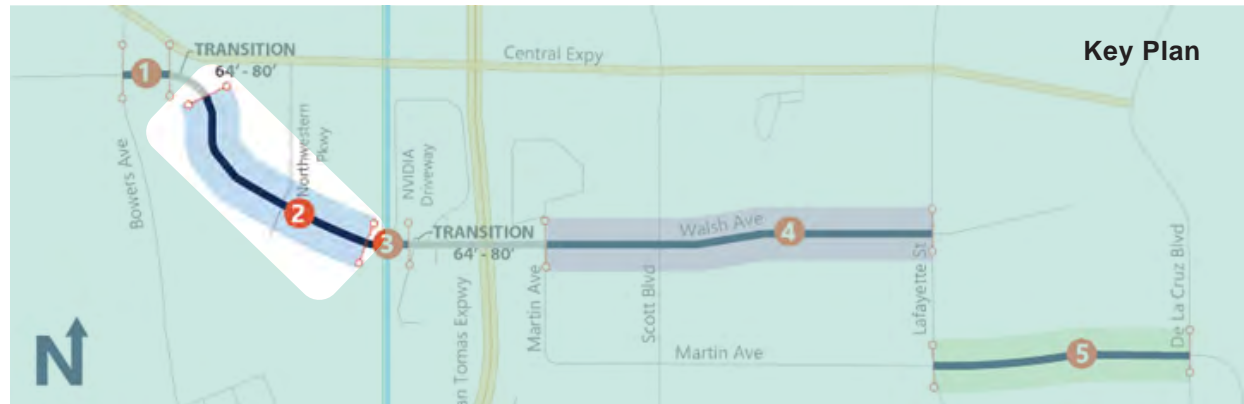 Key Plan
TRANSITION
64' - 80'
Central Expy
1
Bowers Ave
Northwestern
Pkwy
2
NVIDIA
Driveway
3
TRANSITION
64' - 80'
an Tomas Expwy
Martin Ave
Scott Blvd
Walsh Ave
4
Lafayette St
De La Cruz Blvd
Martin Ave
5
N